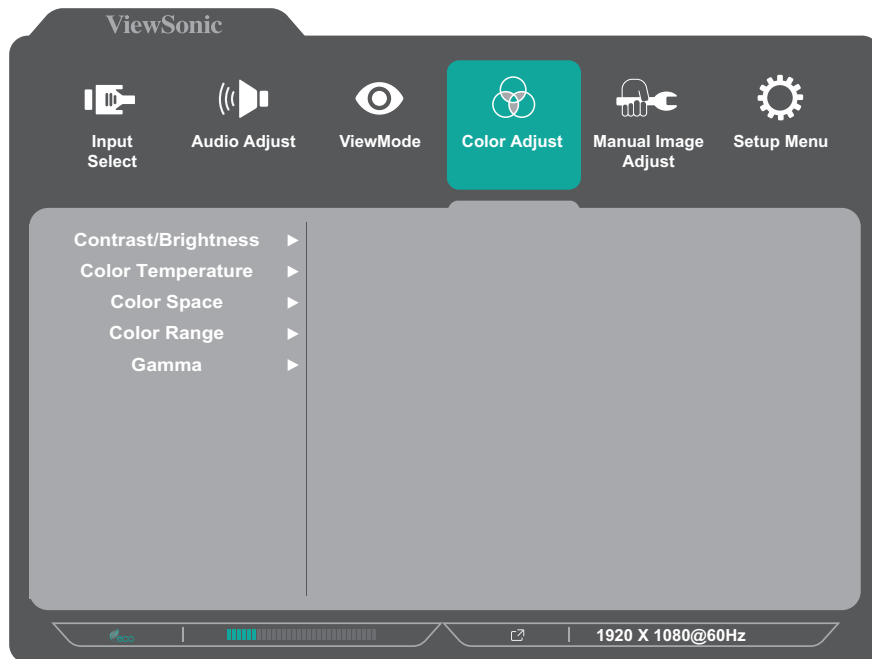 ViewSonic
Input
Select
Audio Adjust
ViewMode
Color Adjust
Manual Image
Adjust
Setup Menu
Contrast/Brightness
Color Temperature
Color Space
Color Range
Gamma
eco
1920 X 1080@60Hz